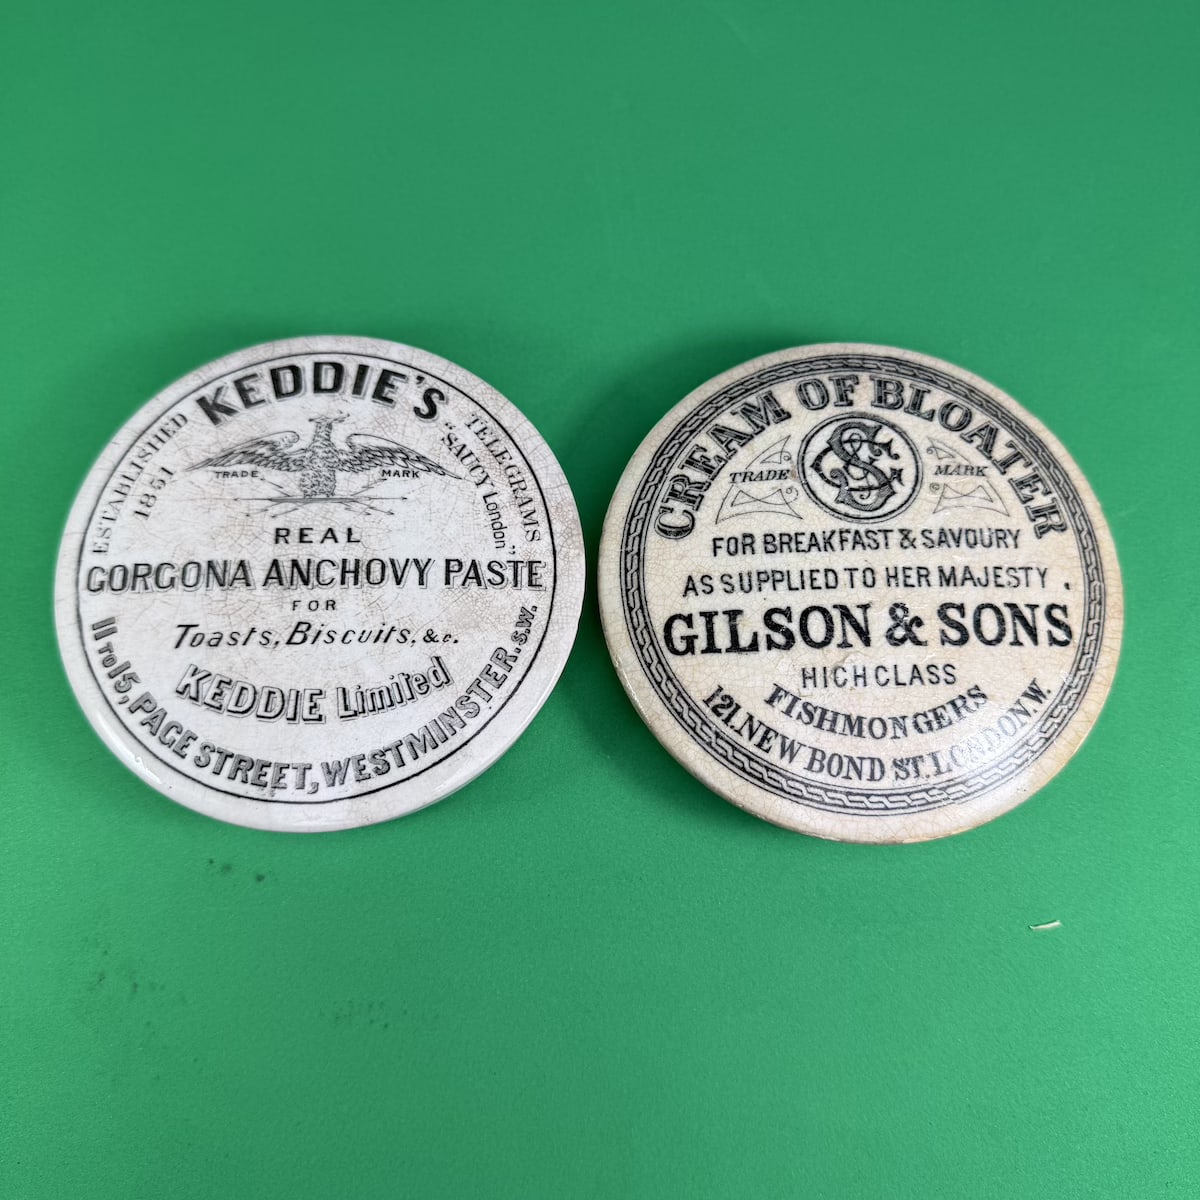 KEDDIE'S
ESTABLISHED
1851
TELEGRAMS
"SAUCY London"
TRADE MARK
REAL
GORGONA ANCHOVY PASTE
FOR
Toasts, Biscuits, &c.
KEDDIE Limited
11 TO 15, PAGE STREET, WESTMINSTER. S.W.
CREAM OF BLOATER
TRADE MARK
GS
FOR BREAKFAST & SAVOURY
AS SUPPLIED TO HER MAJESTY.
GILSON & SONS
HIGH CLASS
FISHMONGERS
121. NEW BOND ST. LONDON. W.